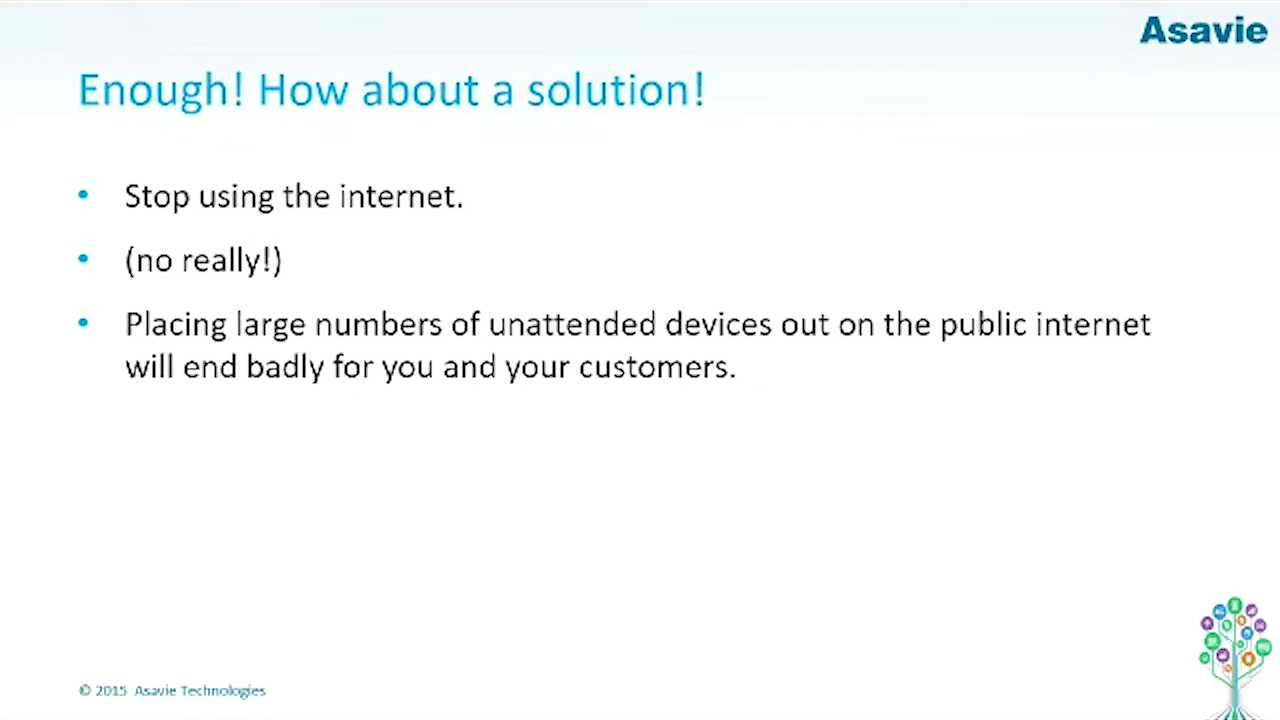 Asavie
Enough! How about a solution!
• Stop using the internet.
• (no really!)
• Placing large numbers of unattended devices out on the public internet
will end badly for you and your customers.
© 2015 Asavie Technologies